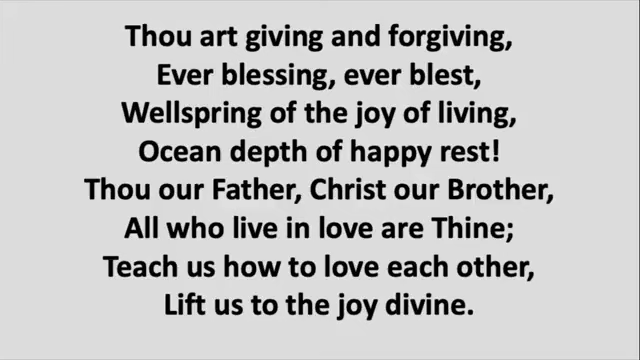 Thou art giving and forgiving,
Ever blessing, ever blest,
Wellspring of the joy of living,
Ocean depth of happy rest!
Thou our Father, Christ our Brother,
All who live in love are Thine;
Teach us how to love each other,
Lift us to the joy divine.